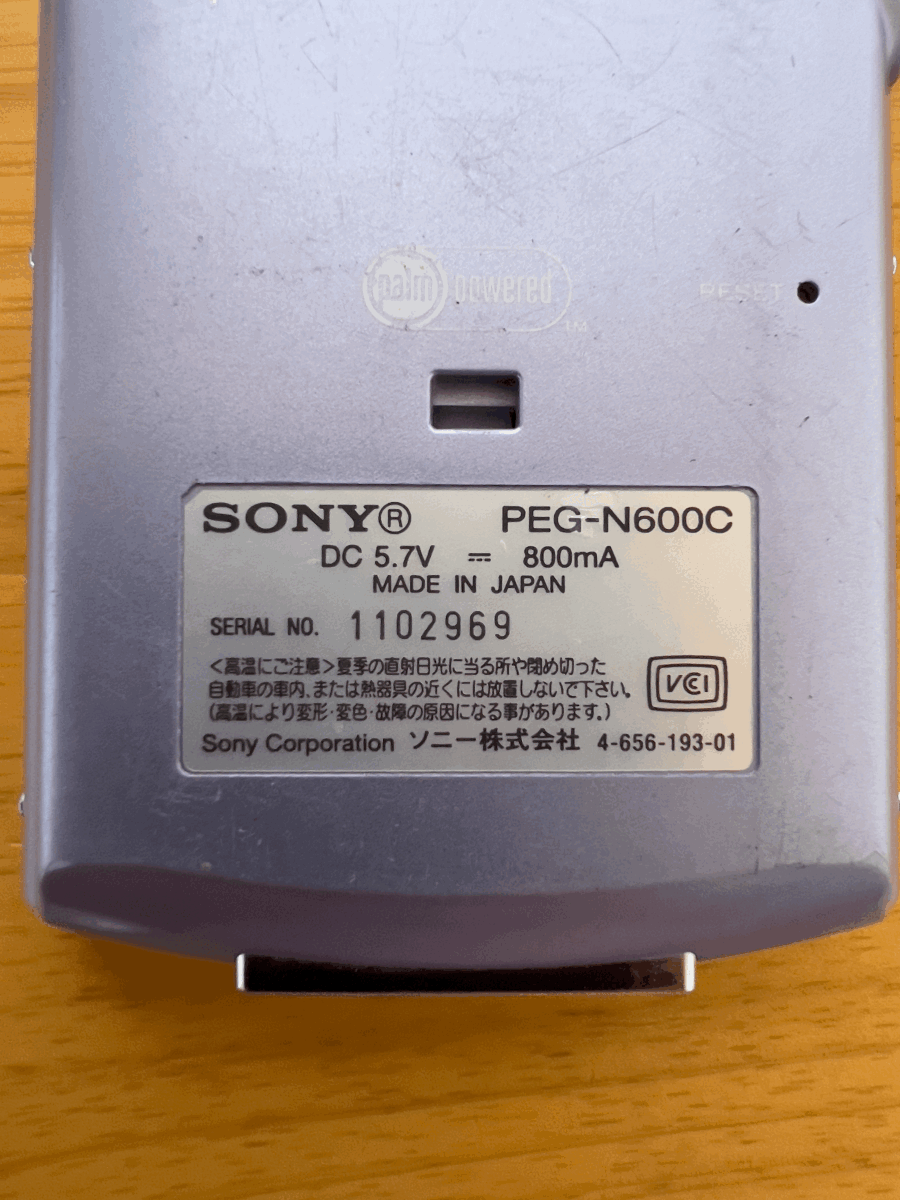 palm powered TM
RESET
SONY® PEG-N600C
DC 5.7V ⎓ 800mA
MADE IN JAPAN
SERIAL NO. 1102969
<高温にご注意>夏季の直射日光に当る所や閉め切った
自動車の車内、または熱器具の近くには放置しないで下さい。
(高温により変形・変色・故障の原因になる事があります。)
VCI
Sony Corporation ソニー株式会社 4-656-193-01